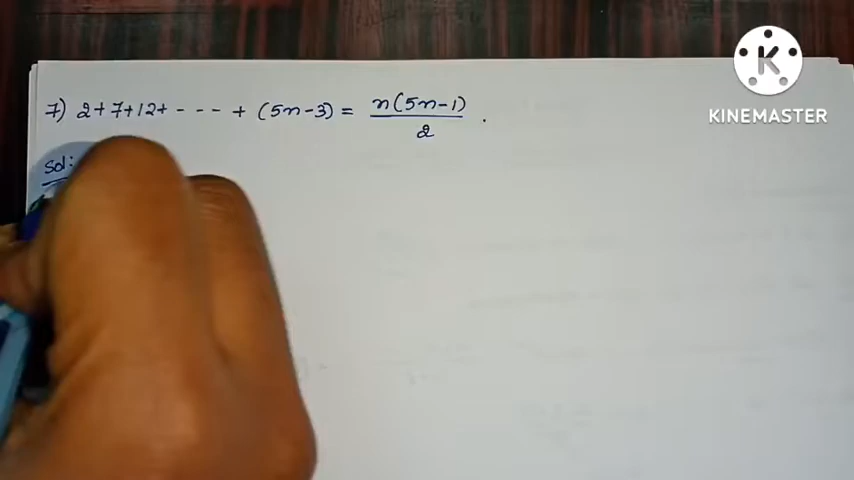 7) 2+7+12+ - - - - + (5n-3) = n(5n-1)/2 .
Sol:
KINEMASTER